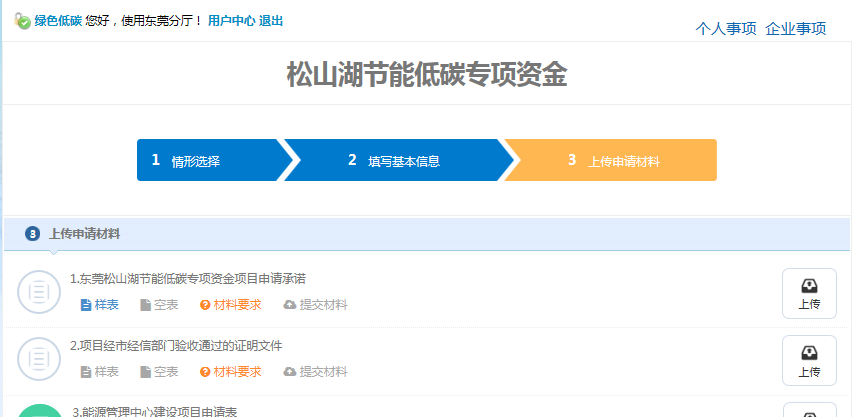 绿色低碳 您好，使用东莞分厅！ 用户中心 退出
个人事项 企业事项
松山湖节能低碳专项资金
1 情形选择
2 填写基本信息
3 上传申请材料
3 上传申请材料
1.东莞松山湖节能低碳专项资金项目申请承诺
样表 空表 材料要求 提交材料
上传
2.项目经市经信部门验收通过的证明文件
样表 空表 材料要求 提交材料
上传
3.能源管理中心建设项目申请表